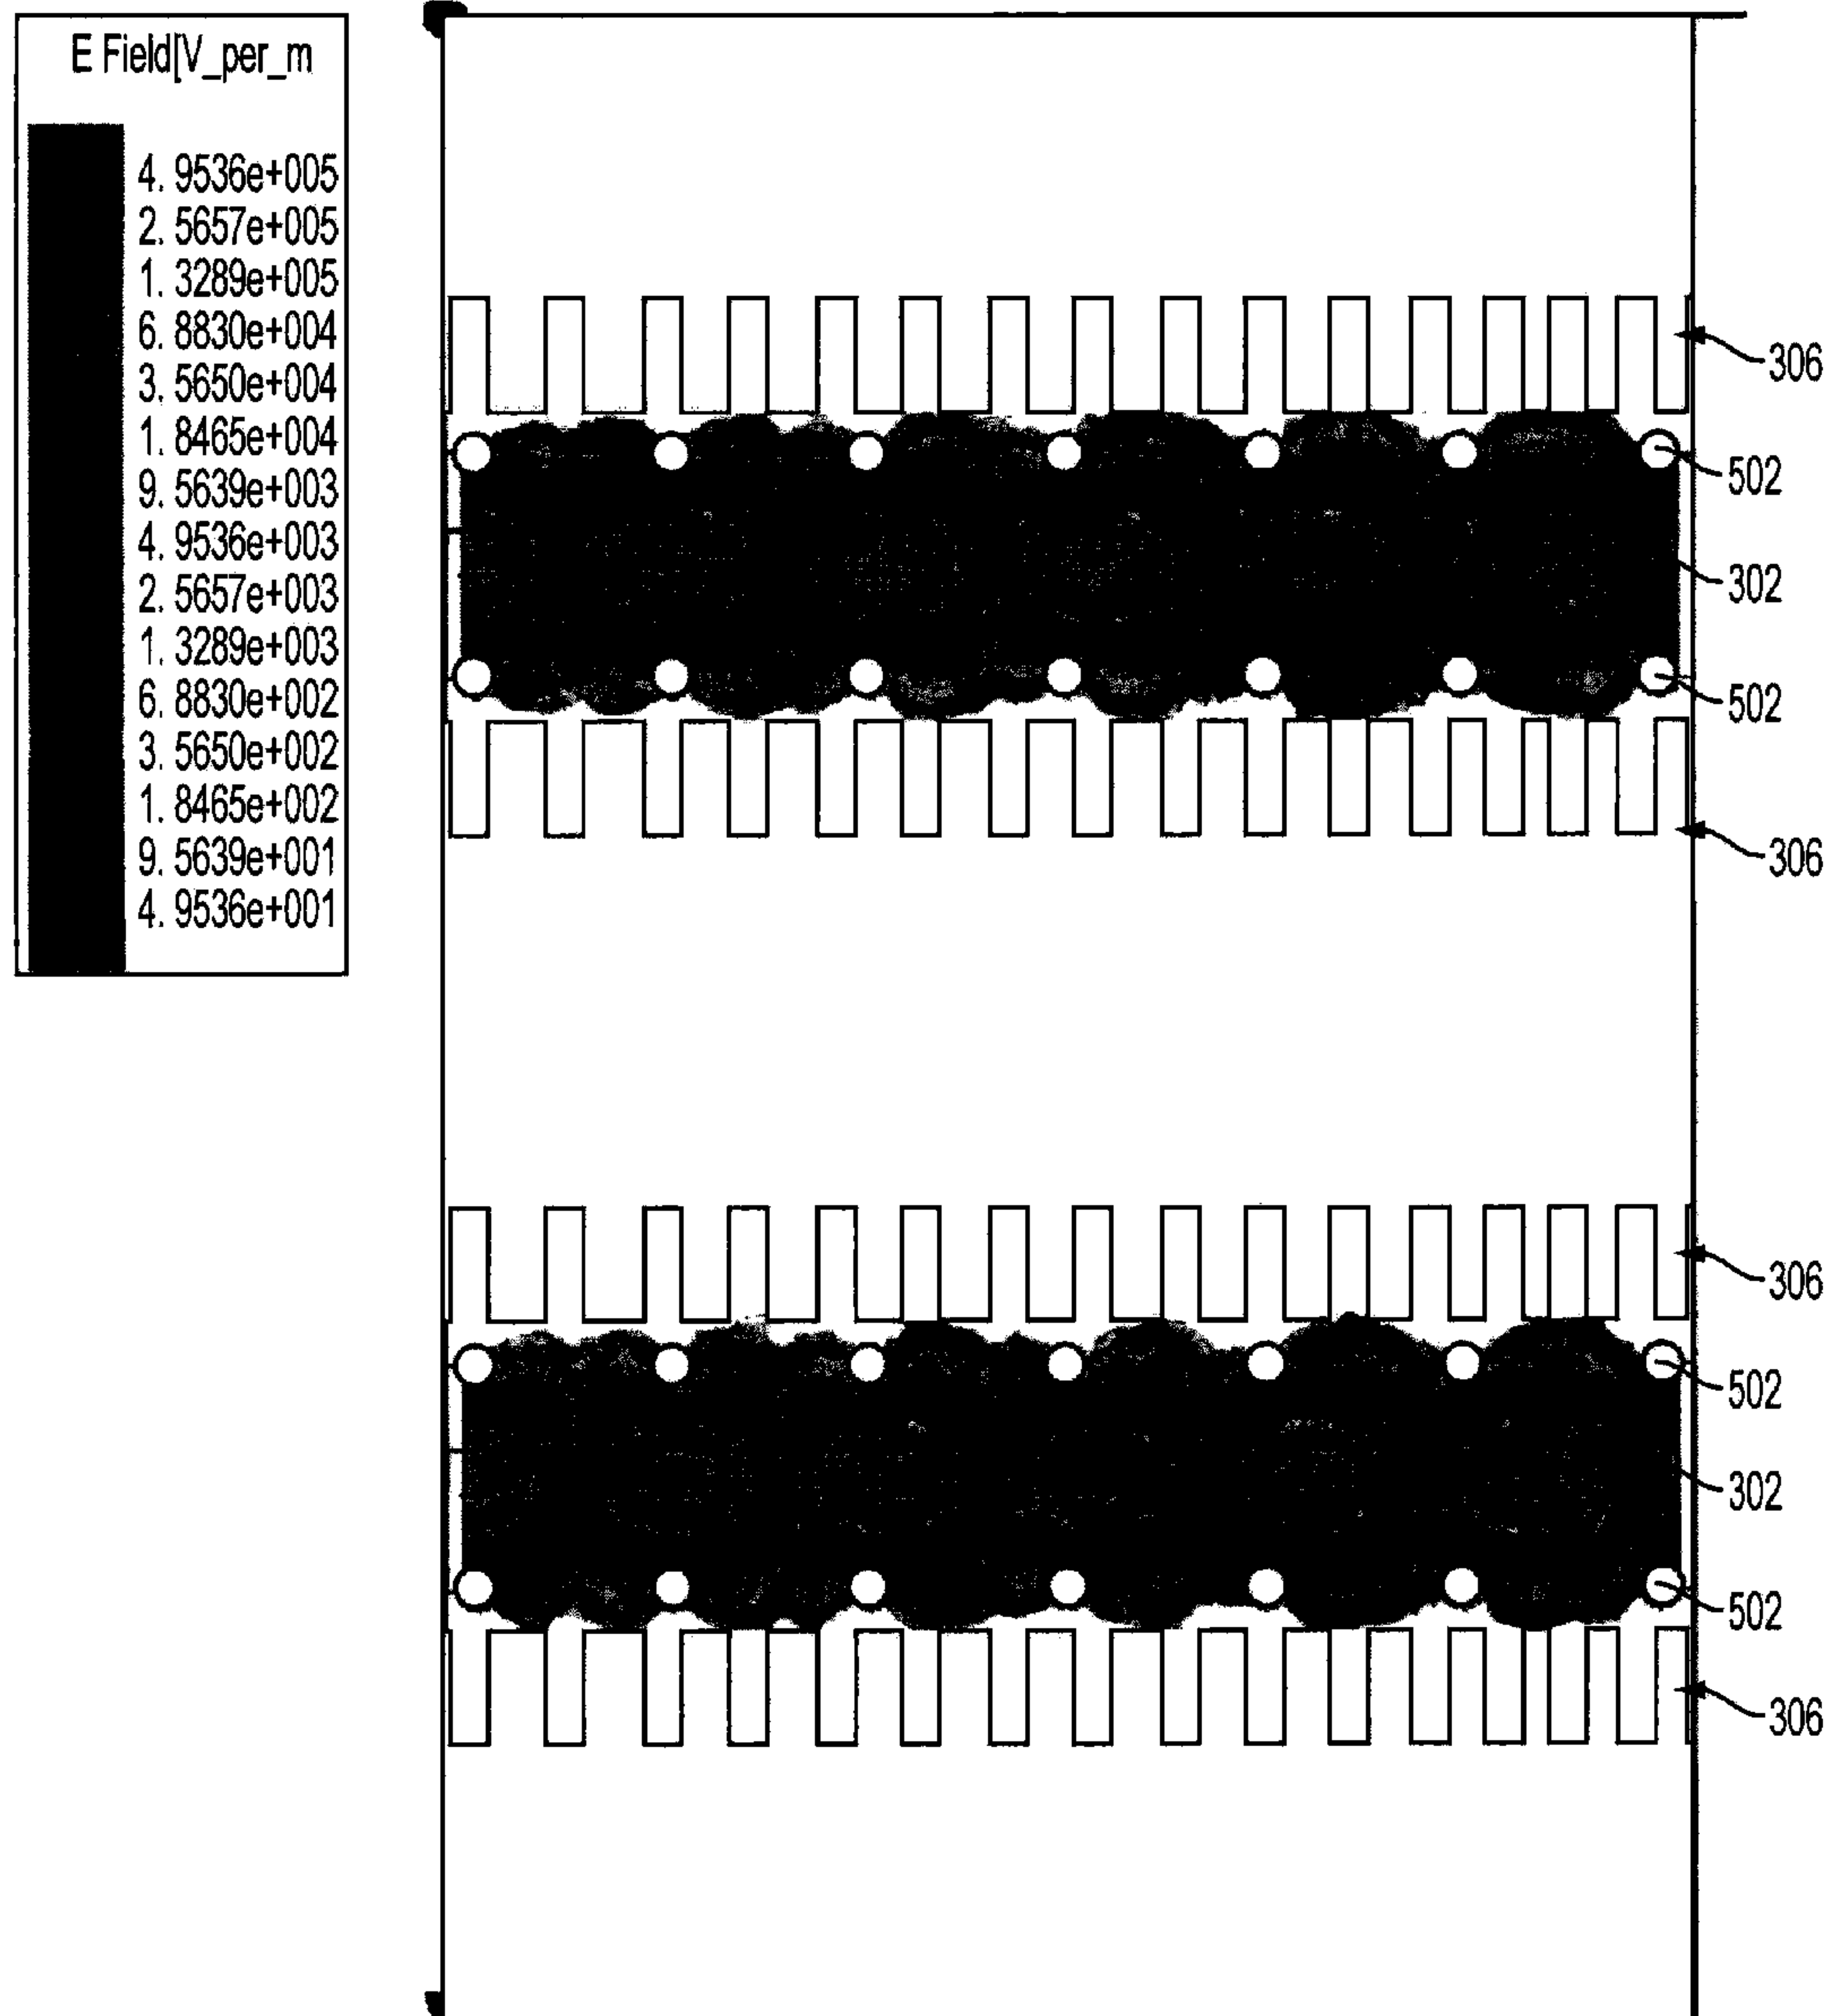 E Field[V_per_m
4. 9536e+005
2. 5657e+005
1. 3289e+005
6. 8830e+004
3. 5650e+004
1. 8465e+004
9. 5639e+003
4. 9536e+003
2. 5657e+003
1. 3289e+003
6. 8830e+002
3. 5650e+002
1. 8465e+002
9. 5639e+001
4. 9536e+001
306
502
302
502
306
306
502
302
502
306